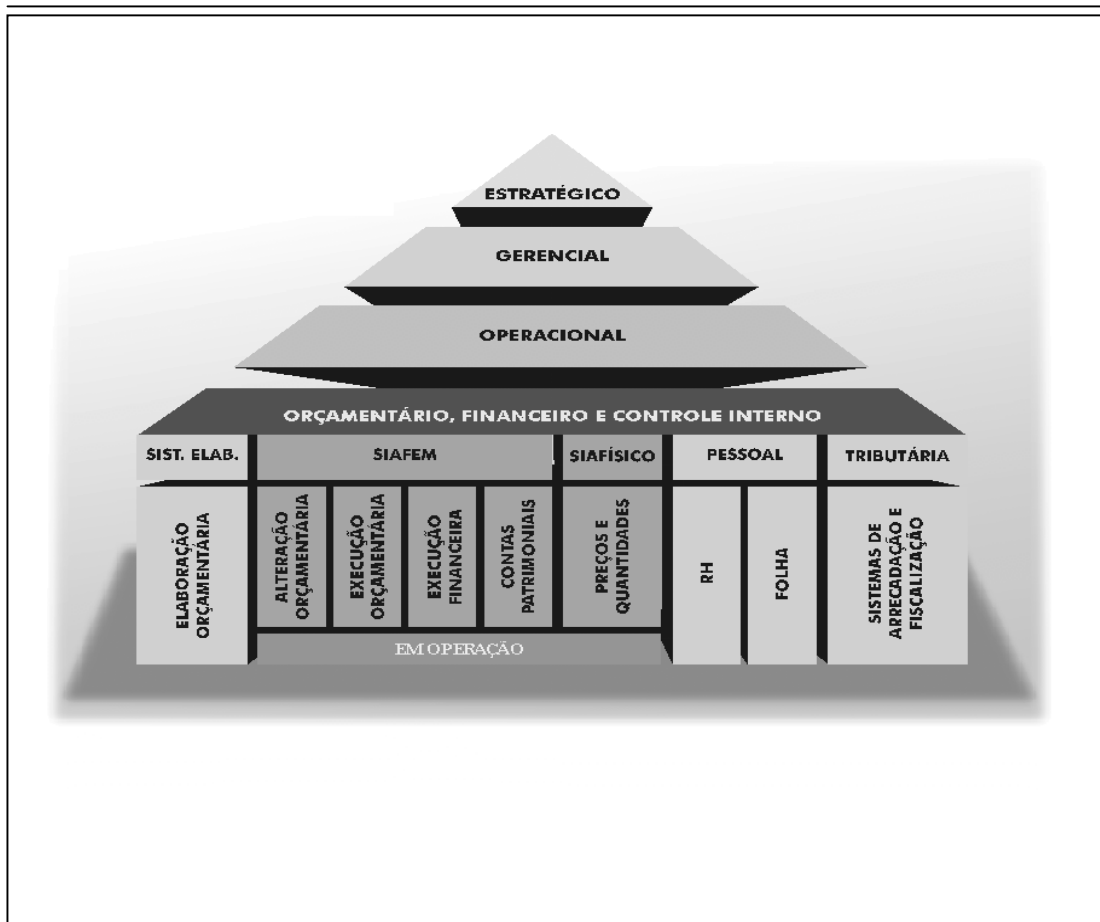 ESTRATÉGICO
GERENCIAL
OPERACIONAL
ORÇAMENTÁRIO, FINANCEIRO E CONTROLE INTERNO
SIST. ELAB.
SIAFEM
SIAFÍSICO
PESSOAL
TRIBUTÁRIA
ELABORAÇÃO
ORÇAMENTÁRIA
ALTERAÇÃO
ORÇAMENTÁRIA
EXECUÇÃO
ORÇAMENTÁRIA
EXECUÇÃO
FINANCEIRA
CONTAS
PATRIMONIAIS
PREÇOS E
QUANTIDADES
RH
FOLHA
SISTEMAS DE
ARRECADAÇÃO E
FISCALIZAÇÃO
EM OPERAÇÃO